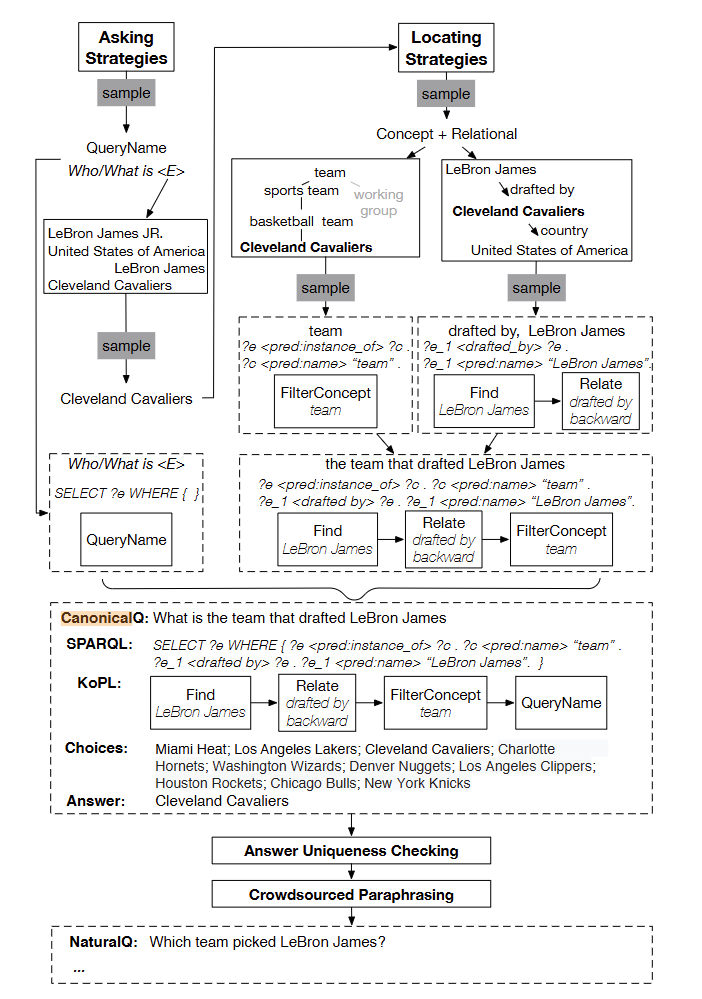 Asking
Strategies
sample
QueryName
Who/What is <E>
LeBron James JR.
United States of America
LeBron James
Cleveland Cavaliers
sample
Cleveland Cavaliers
Who/What is <E>
SELECT ?e WHERE {  }
QueryName
Locating
Strategies
sample
Concept + Relational
team
sports team
working
group
basketball team
Cleveland Cavaliers
LeBron James
drafted by
Cleveland Cavaliers
country
United States of America
sample
sample
team
?e <pred:instance_of> ?c .
?c <pred:name> “team” .
FilterConcept
team
drafted by, LeBron James
?e_1 <drafted_by> ?e .
?e_1 <pred:name> “LeBron James”.
Find
LeBron James
Relate
drafted by
backward
the team that drafted LeBron James
?e <pred:instance_of> ?c . ?c <pred:name> “team” .
?e_1 <drafted by> ?e . ?e_1 <pred:name> “LeBron James”.
Find
LeBron James
Relate
drafted by
backward
FilterConcept
team
CanonicalQ: What is the team that drafted LeBron James
SPARQL: SELECT ?e WHERE { ?e <pred:instance_of> ?c . ?c <pred:name> “team” .
?e_1 <drafted by> ?e . ?e_1 <pred:name> “LeBron James”. }
KoPL:
Find
LeBron James
Relate
drafted by
backward
FilterConcept
team
QueryName
Choices: Miami Heat; Los Angeles Lakers; Cleveland Cavaliers; Charlotte
Hornets; Washington Wizards; Denver Nuggets; Los Angeles Clippers;
Houston Rockets; Chicago Bulls; New York Knicks
Answer: Cleveland Cavaliers
Answer Uniqueness Checking
Crowdsourced Paraphrasing
NaturalQ: Which team picked LeBron James?
...